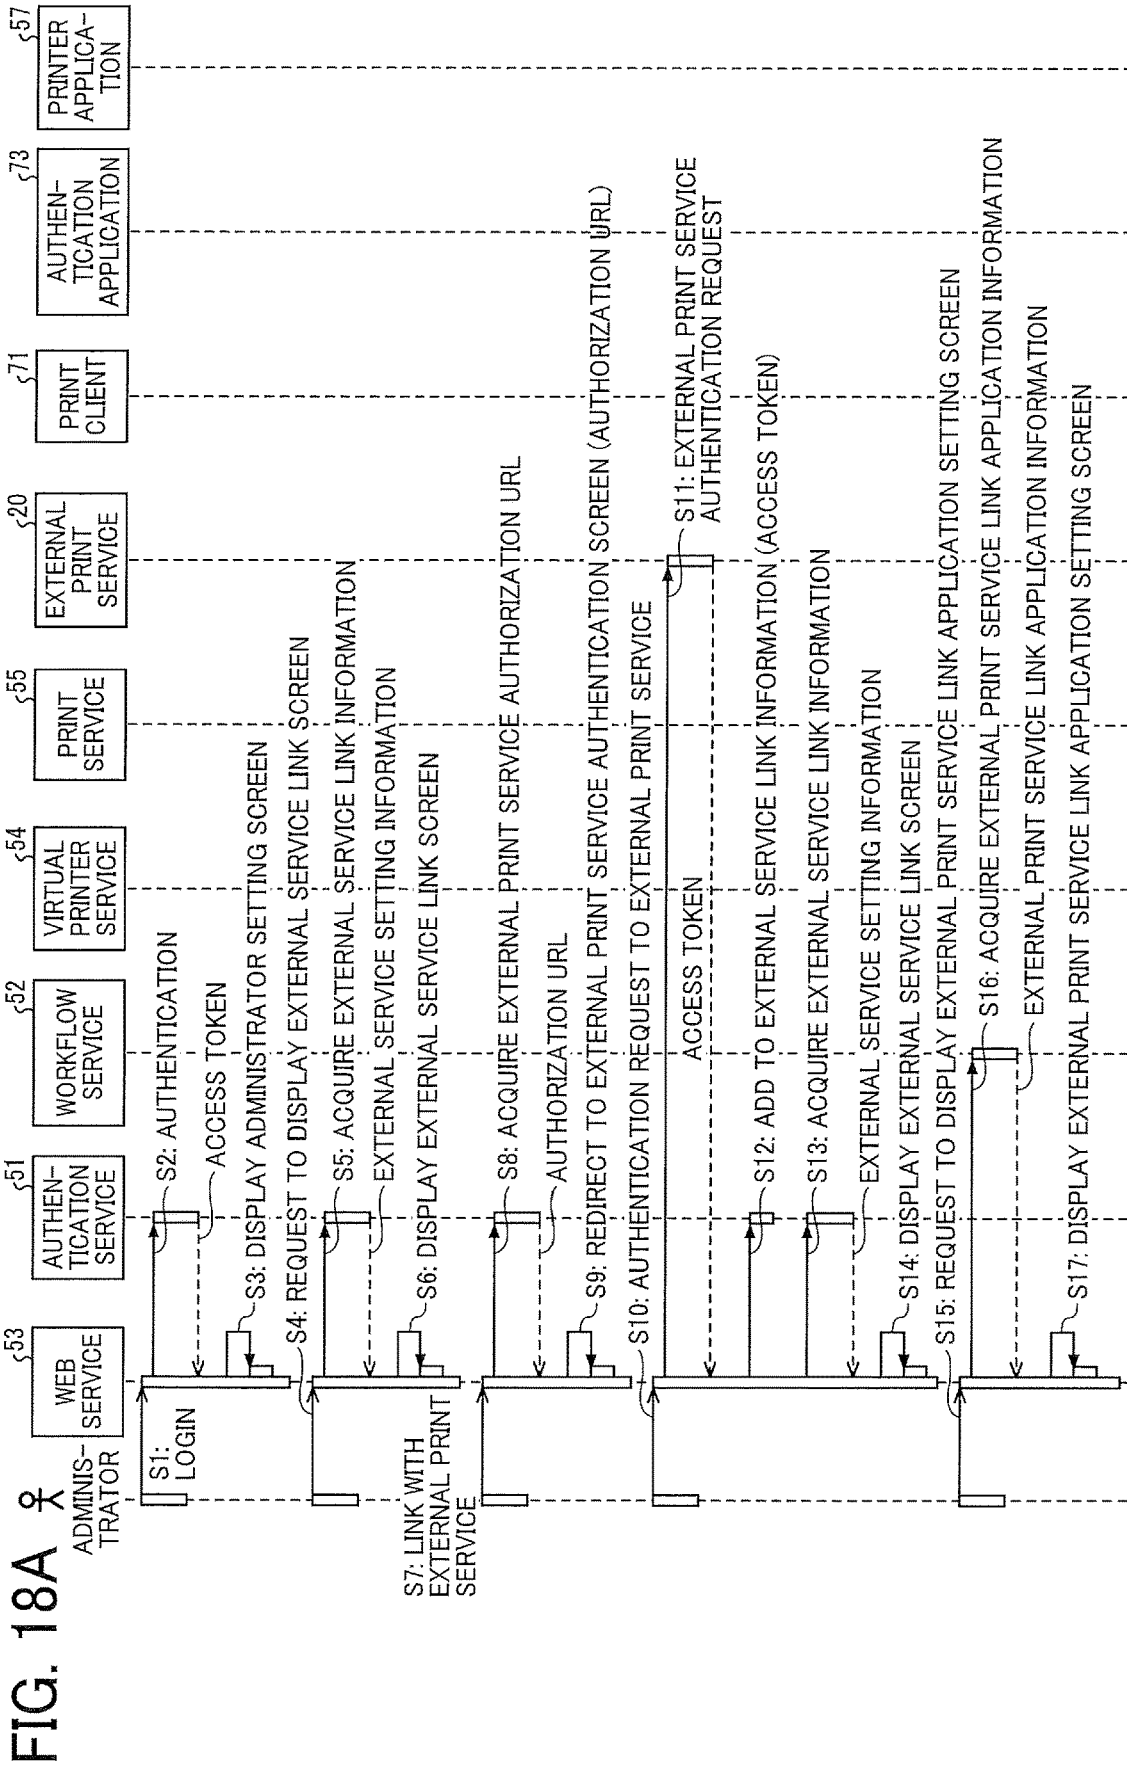 FIG. 18A
ADMINIS-
TRATOR
53
WEB
SERVICE
51
AUTHEN-
TICATION
SERVICE
52
WORKFLOW
SERVICE
54
VIRTUAL
PRINTER
SERVICE
55
PRINT
SERVICE
20
EXTERNAL
PRINT
SERVICE
71
PRINT
CLIENT
73
AUTHEN-
TICATION
APPLICATION
57
PRINTER
APPLICA-
TION
S1:
LOGIN
S2: AUTHENTICATION
ACCESS TOKEN
S3: DISPLAY ADMINISTRATOR SETTING SCREEN
S4: REQUEST TO DISPLAY EXTERNAL SERVICE LINK SCREEN
S5: ACQUIRE EXTERNAL SERVICE LINK INFORMATION
EXTERNAL SERVICE SETTING INFORMATION
S6: DISPLAY EXTERNAL SERVICE LINK SCREEN
S7: LINK WITH
EXTERNAL PRINT
SERVICE
S8: ACQUIRE EXTERNAL PRINT SERVICE AUTHORIZATION URL
AUTHORIZATION URL
S9: REDIRECT TO EXTERNAL PRINT SERVICE AUTHENTICATION SCREEN (AUTHORIZATION URL)
S10: AUTHENTICATION REQUEST TO EXTERNAL PRINT SERVICE
S11: EXTERNAL PRINT SERVICE
AUTHENTICATION REQUEST
ACCESS TOKEN
S12: ADD TO EXTERNAL SERVICE LINK INFORMATION (ACCESS TOKEN)
S13: ACQUIRE EXTERNAL SERVICE LINK INFORMATION
EXTERNAL SERVICE SETTING INFORMATION
S14: DISPLAY EXTERNAL SERVICE LINK SCREEN
S15: REQUEST TO DISPLAY EXTERNAL PRINT SERVICE LINK APPLICATION SETTING SCREEN
S16: ACQUIRE EXTERNAL PRINT SERVICE LINK APPLICATION INFORMATION
EXTERNAL PRINT SERVICE LINK APPLICATION INFORMATION
S17: DISPLAY EXTERNAL PRINT SERVICE LINK APPLICATION SETTING SCREEN